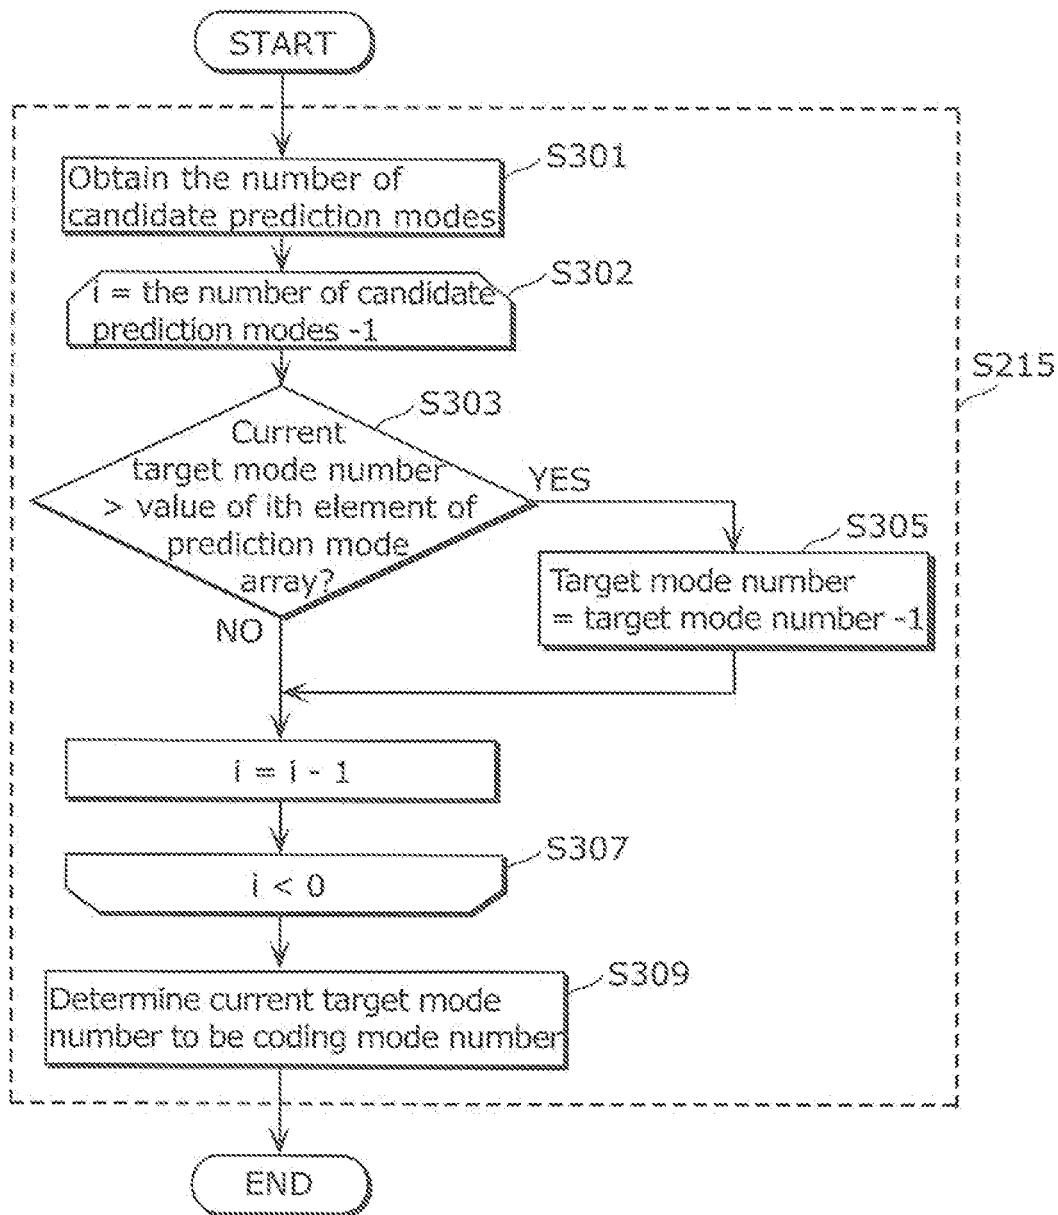 START
S301
Obtain the number of
candidate prediction modes
S302
i = the number of candidate
prediction modes -1
S215
S303
Current
target mode number
> value of ith element of
prediction mode
array?
YES
NO
S305
Target mode number
= target mode number -1
i = i - 1
S307
i < 0
S309
Determine current target mode
number to be coding mode number
END